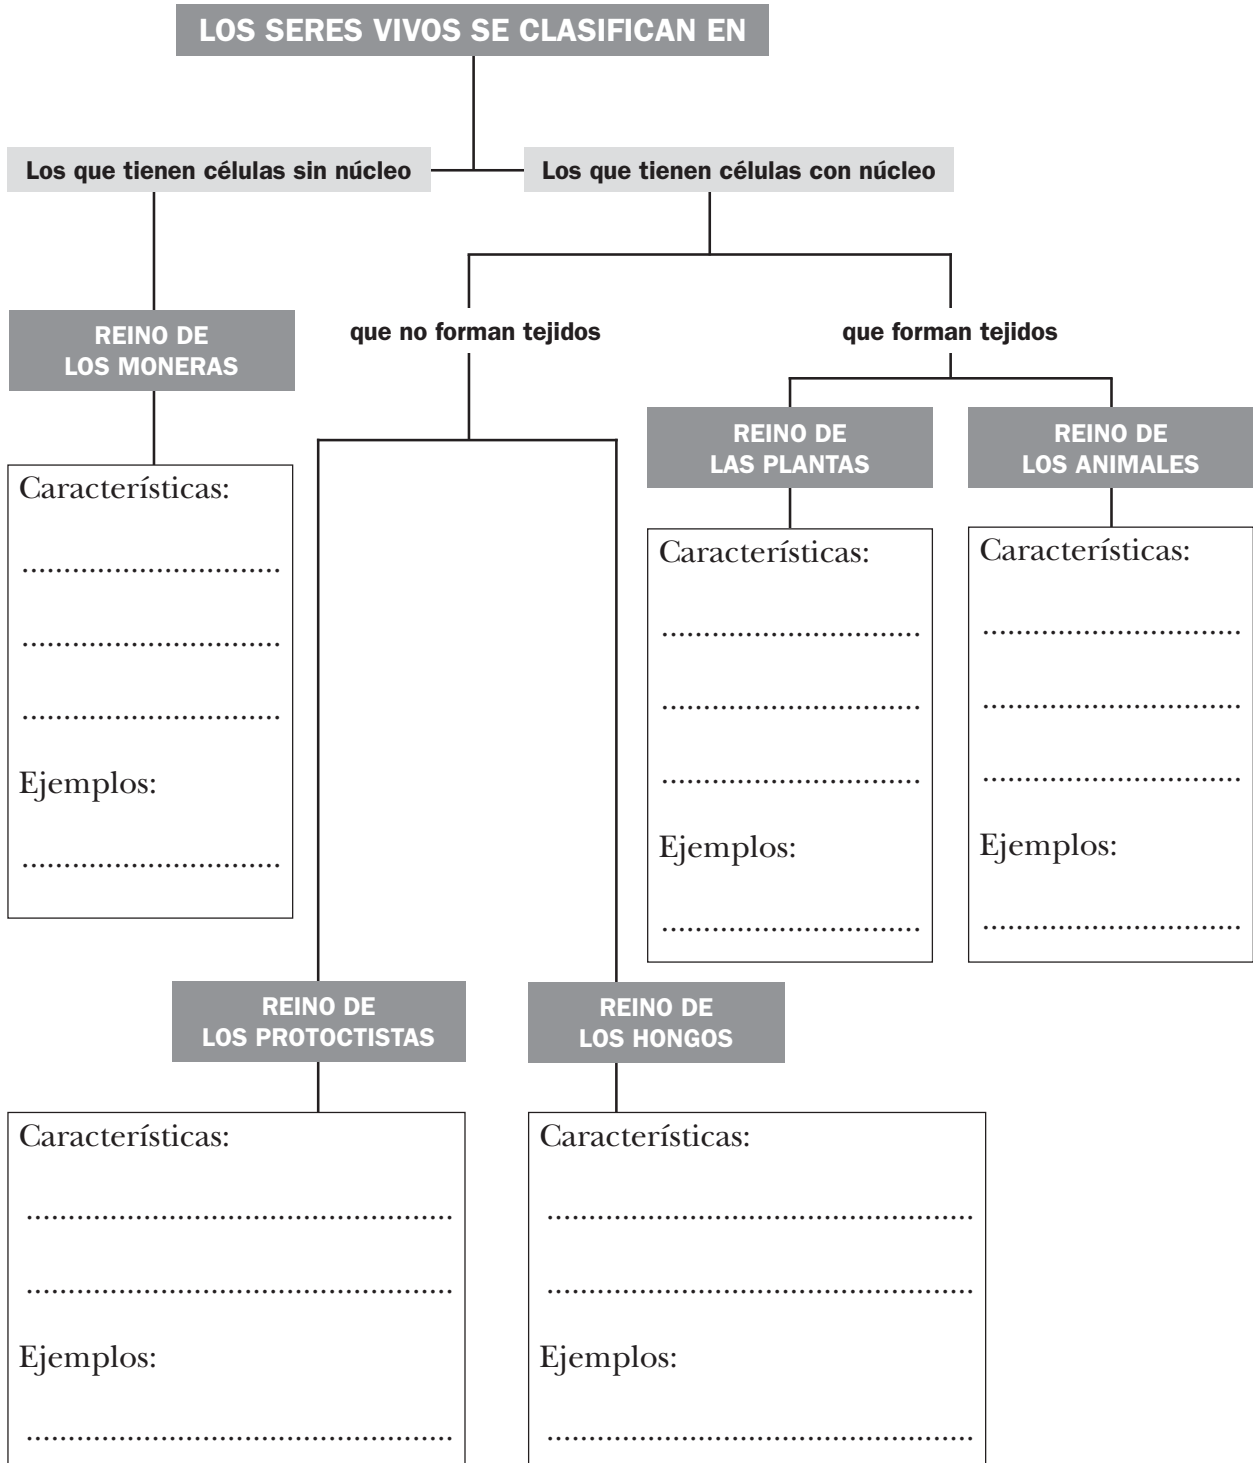 LOS SERES VIVOS SE CLASIFICAN EN
Los que tienen células sin núcleo
Los que tienen células con núcleo
REINO DE
LOS MONERAS
que no forman tejidos
que forman tejidos
REINO DE
LAS PLANTAS
REINO DE
LOS ANIMALES
Características:
...............................
...............................
...............................
Ejemplos:
...............................
Características:
...............................
...............................
...............................
Ejemplos:
...............................
Características:
...............................
...............................
...............................
Ejemplos:
...............................
REINO DE
LOS PROTOCTISTAS
REINO DE
LOS HONGOS
Características:
...................................................
...................................................
Ejemplos:
...................................................
Características:
...................................................
...................................................
Ejemplos:
...................................................